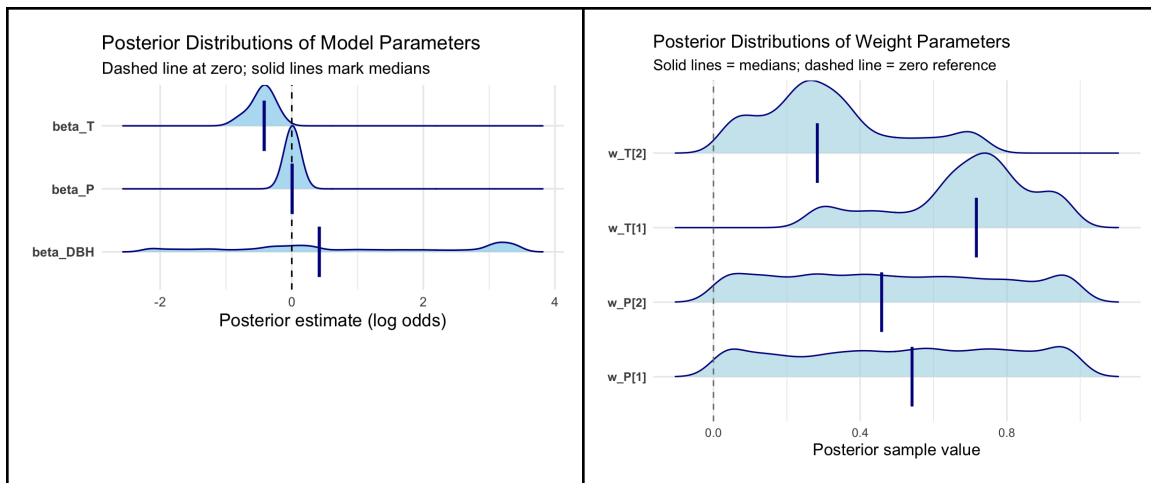 Posterior Distributions of Model Parameters
Dashed line at zero; solid lines mark medians
beta_T
beta_P
beta_DBH
-2 0 2 4
Posterior estimate (log odds)
Posterior Distributions of Weight Parameters
Solid lines = medians; dashed line = zero reference
w_T[2]
w_T[1]
w_P[2]
w_P[1]
0.0 0.4 0.8
Posterior sample value